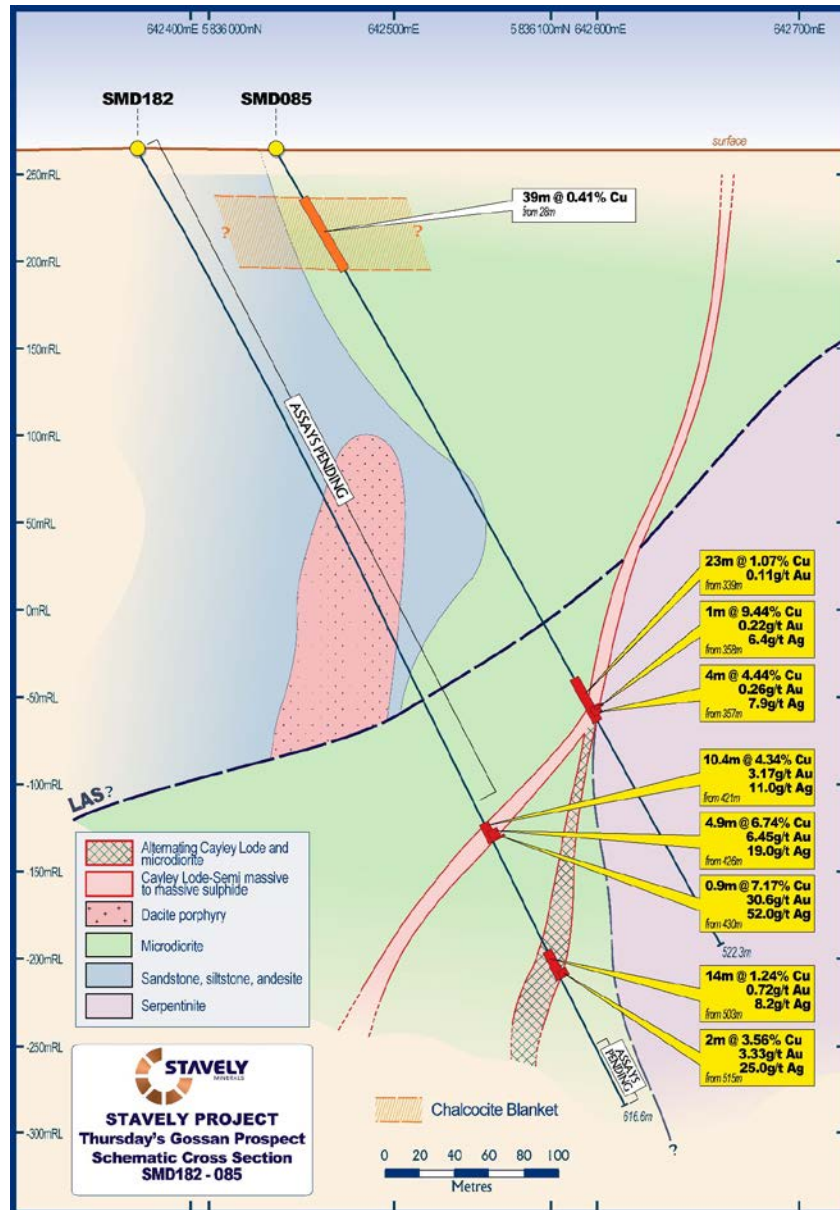 642400mE 5836000mN 642500mE 5836100mN 642600mE 642700mE
SMD182 SMD085
surface
250mRL
200mRL
150mRL
100mRL
50mRL
0mRL
-50mRL
-100mRL
-150mRL
-200mRL
-250mRL
-300mRL
39m @ 0.41% Cu
from 28m
? ?
ASSAYS PENDING
23m @ 1.07% Cu
0.11g/t Au
from 339m
1m @ 9.44% Cu
0.22g/t Au
6.4g/t Ag
from 358m
4m @ 4.44% Cu
0.26g/t Au
7.9g/t Ag
from 357m
10.4m @ 4.34% Cu
3.17g/t Au
11.0g/t Ag
from 421m
4.9m @ 6.74% Cu
6.45g/t Au
19.0g/t Ag
from 426m
0.9m @ 7.17% Cu
30.6g/t Au
52.0g/t Ag
from 430m
522.3m
14m @ 1.24% Cu
0.72g/t Au
8.2g/t Ag
from 503m
2m @ 3.56% Cu
3.33g/t Au
25.0g/t Ag
from 515m
ASSAYS
PENDING
616.6m
?
LAS?
Alternating Cayley Lode and
microdiorite
Cayley Lode-Semi massive
to massive sulphide
Dacite porphyry
Microdiorite
Sandstone, siltstone, andesite
Serpentinite
STAVELY
MINERALS
STAVELY PROJECT
Thursday's Gossan Prospect
Schematic Cross Section
SMD182 - 085
Chalcocite Blanket
0 20 40 60 80 100
Metres